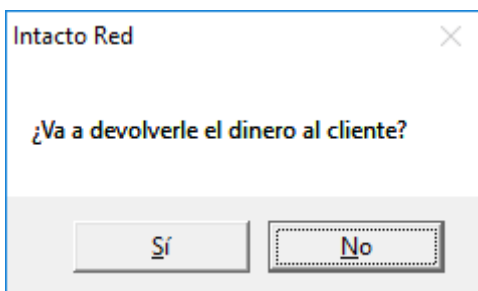 Intacto Red
¿Va a devolverle el dinero al cliente?
Sí
No